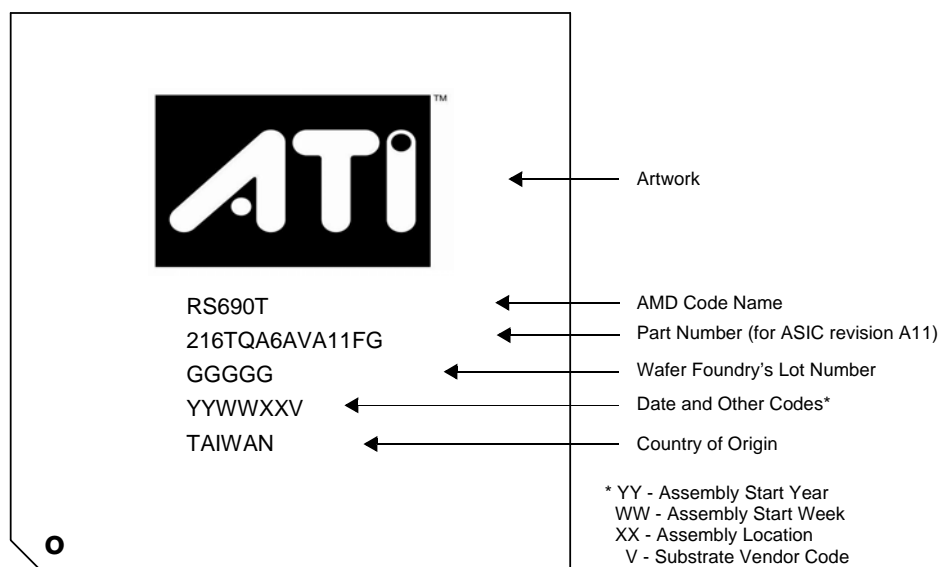 ATI
TM
Artwork
RS690T
AMD Code Name
216TQA6AVA11FG
Part Number (for ASIC revision A11)
GGGGG
Wafer Foundry's Lot Number
YYWWXXV
Date and Other Codes*
TAIWAN
Country of Origin
* YY - Assembly Start Year
WW - Assembly Start Week
XX - Assembly Location
V - Substrate Vendor Code
O